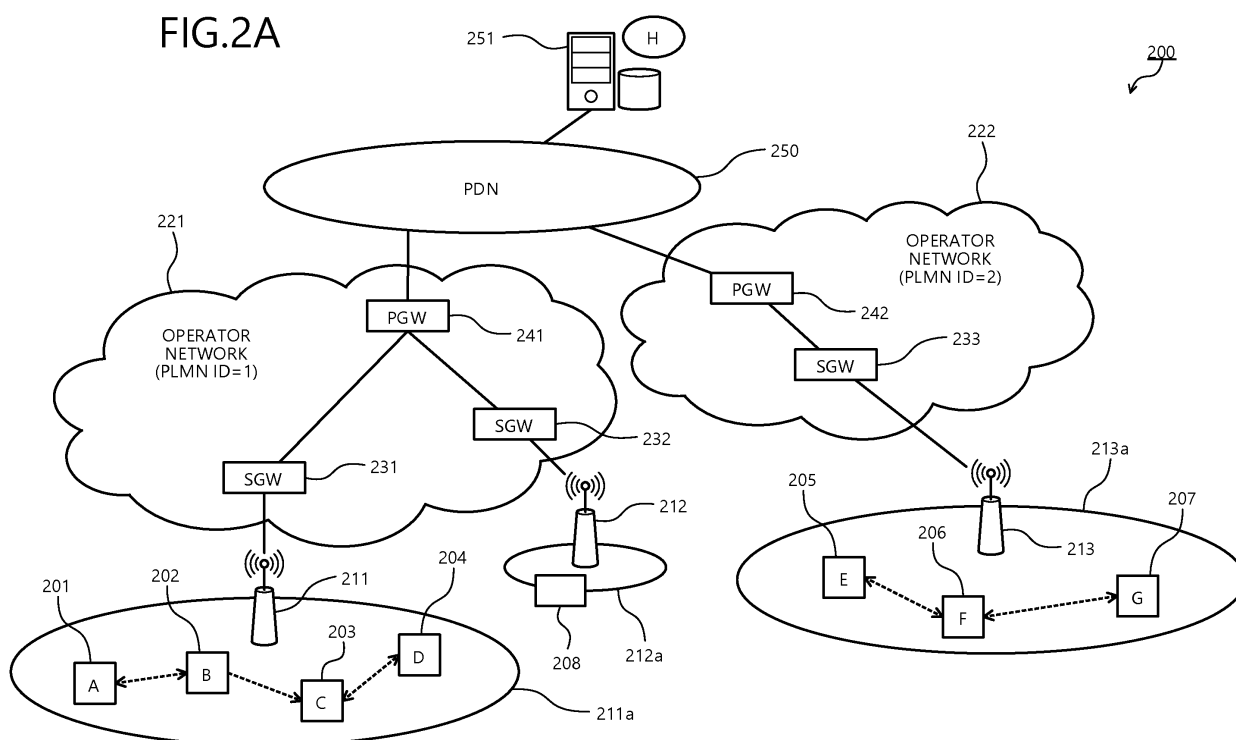 FIG.2A
251
H
200
250
222
PDN
221
OPERATOR
NETWORK
(PLMN ID=2)
PGW
242
OPERATOR
NETWORK
(PLMN ID=1)
PGW
241
SGW
233
SGW
232
SGW
231
213a
205
206
207
212
213
204
211
201
202
203
208
212a
E
F
G
A
B
C
D
211a